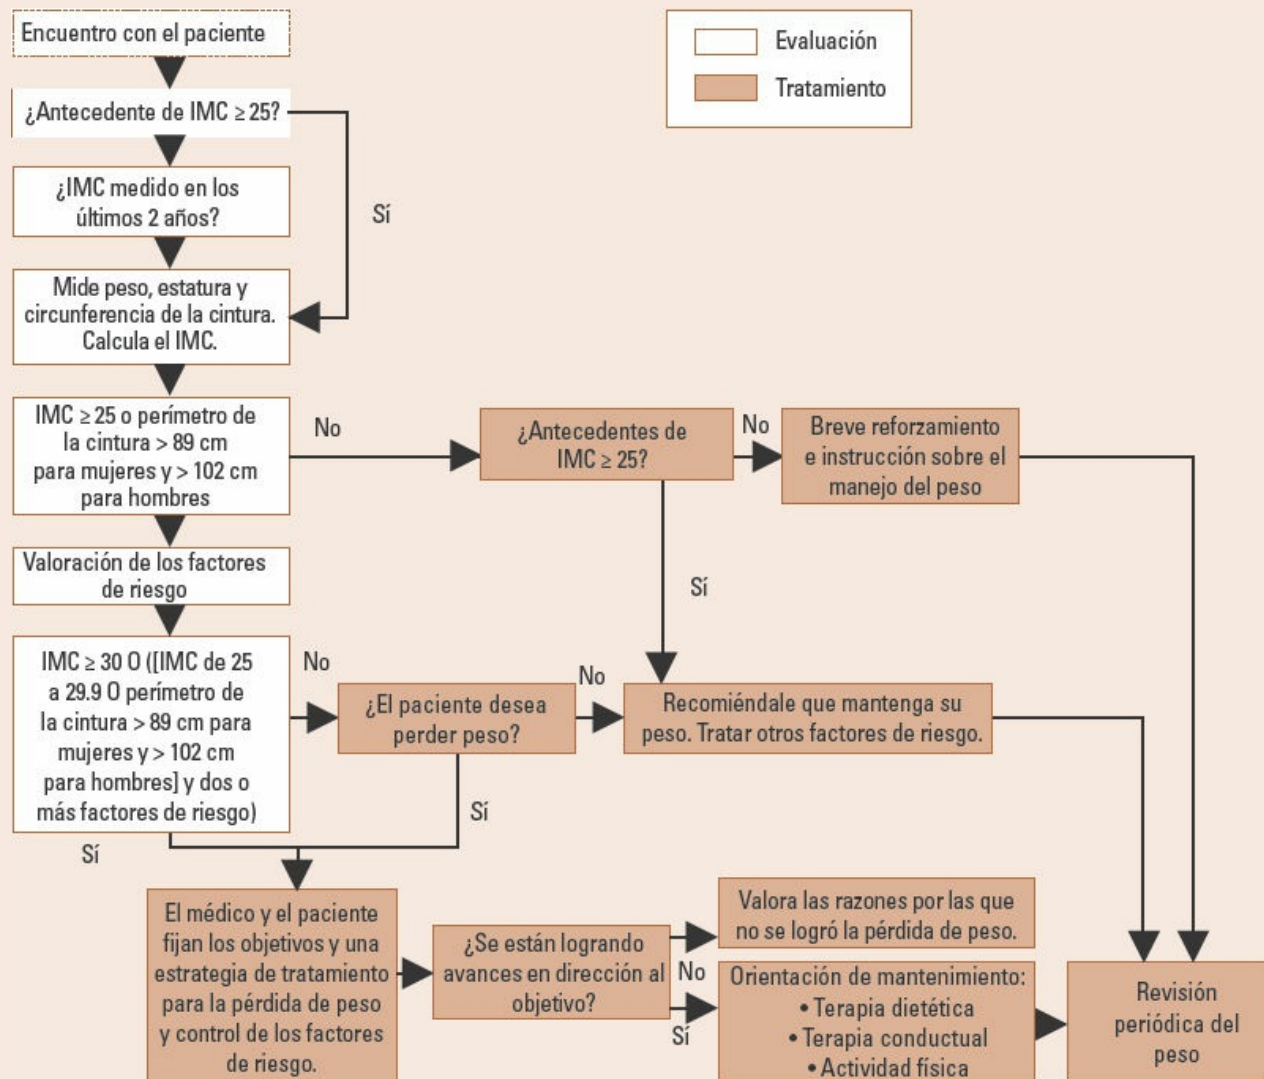 Encuentro con el paciente
Evaluación
Tratamiento
¿Antecedente de IMC ≥ 25?
¿IMC medido en los
últimos 2 años?
Sí
Mide peso, estatura y
circunferencia de la cintura.
Calcula el IMC.
IMC ≥ 25 o perímetro de
la cintura > 89 cm
para mujeres y > 102 cm
para hombres
No
¿Antecedentes de
IMC ≥ 25?
No
Breve reforzamiento
e instrucción sobre el
manejo del peso
Valoración de los factores
de riesgo
Sí
IMC ≥ 30 O ([IMC de 25
a 29.9 O perímetro de
la cintura > 89 cm para
mujeres y > 102 cm
para hombres] y dos o
más factores de riesgo)
No
¿El paciente desea
perder peso?
No
Recomiéndale que mantenga su
peso. Tratar otros factores de riesgo.
Sí
Sí
El médico y el paciente
fijan los objetivos y una
estrategia de tratamiento
para la pérdida de peso
y control de los factores
de riesgo.
¿Se están logrando
avances en dirección al
objetivo?
No
Sí
Valora las razones por las que
no se logró la pérdida de peso.
Orientación de mantenimiento:
• Terapia dietética
• Terapia conductual
• Actividad física
Revisión
periódica del
peso